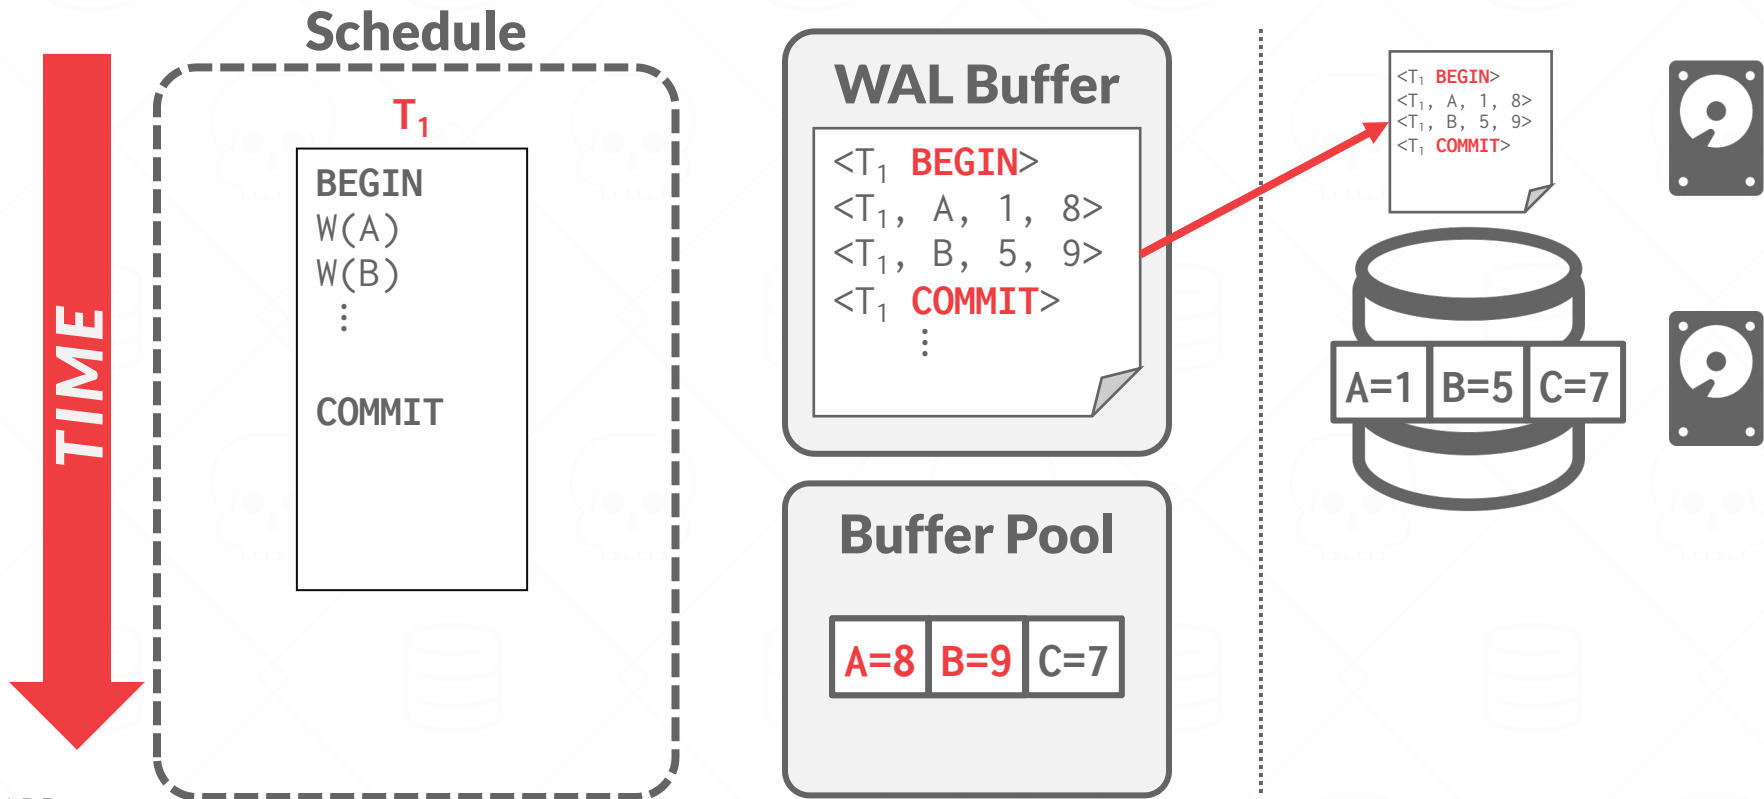 Schedule
TIME
T₁
BEGIN
W(A)
W(B)
⋮
COMMIT
WAL Buffer
<T₁ BEGIN>
<T₁, A, 1, 8>
<T₁, B, 5, 9>
<T₁ COMMIT>
⋮
Buffer Pool
A=8 B=9 C=7
<T₁ BEGIN>
<T₁, A, 1, 8>
<T₁, B, 5, 9>
<T₁ COMMIT>
A=1 B=5 C=7